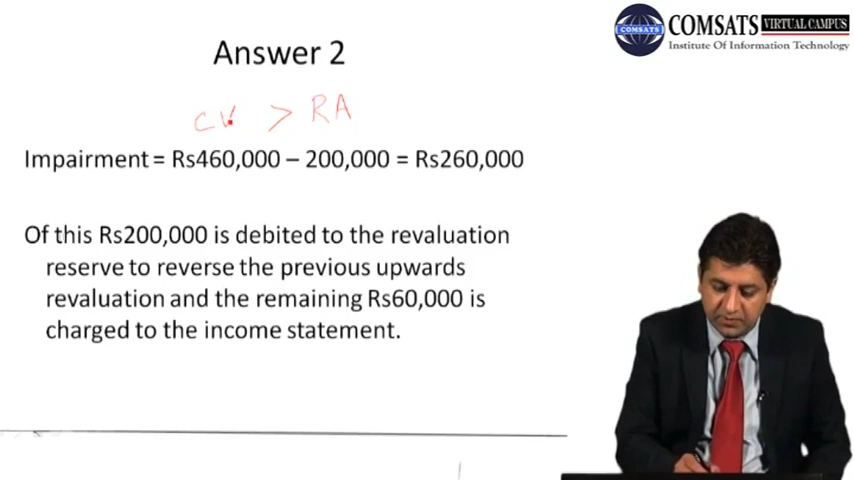 COMSATS VIRTUAL CAMPUS
COMSATS
Institute Of Information Technology
Answer 2
CV > RA
Impairment = Rs460,000 – 200,000 = Rs260,000
Of this Rs200,000 is debited to the revaluation
reserve to reverse the previous upwards
revaluation and the remaining Rs60,000 is
charged to the income statement.